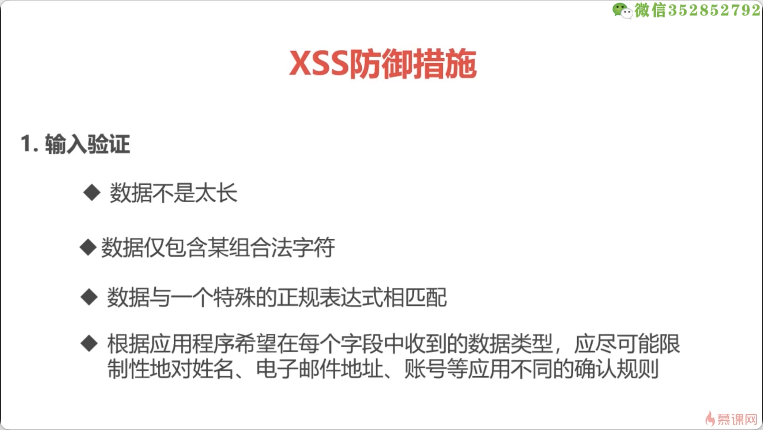 微信352852792
XSS防御措施
1. 输入验证
◆ 数据不是太长
◆ 数据仅包含某组合法字符
◆ 数据与一个特殊的正规表达式相匹配
◆ 根据应用程序希望在每个字段中收到的数据类型，应尽可能限
制性地对姓名、电子邮件地址、账号等应用不同的确认规则
慕课网